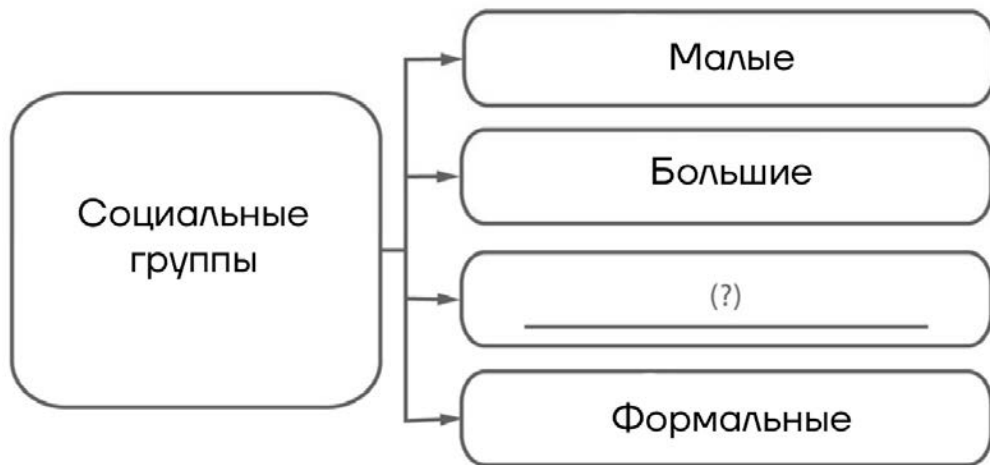 Социальные
группы
Малые
Большие
(?)
Формальные